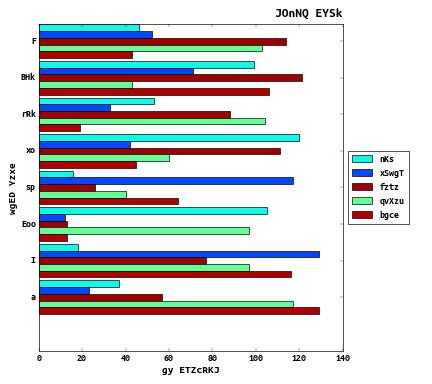 JOnNQ EYSk
F
BHk
rRk
xo
sp
Eoo
I
a
wgED Yzxe
0 20 40 60 80 100 120 140
gy ETZcRKJ
nKs
xSwgT
fztz
qvXzu
bgce